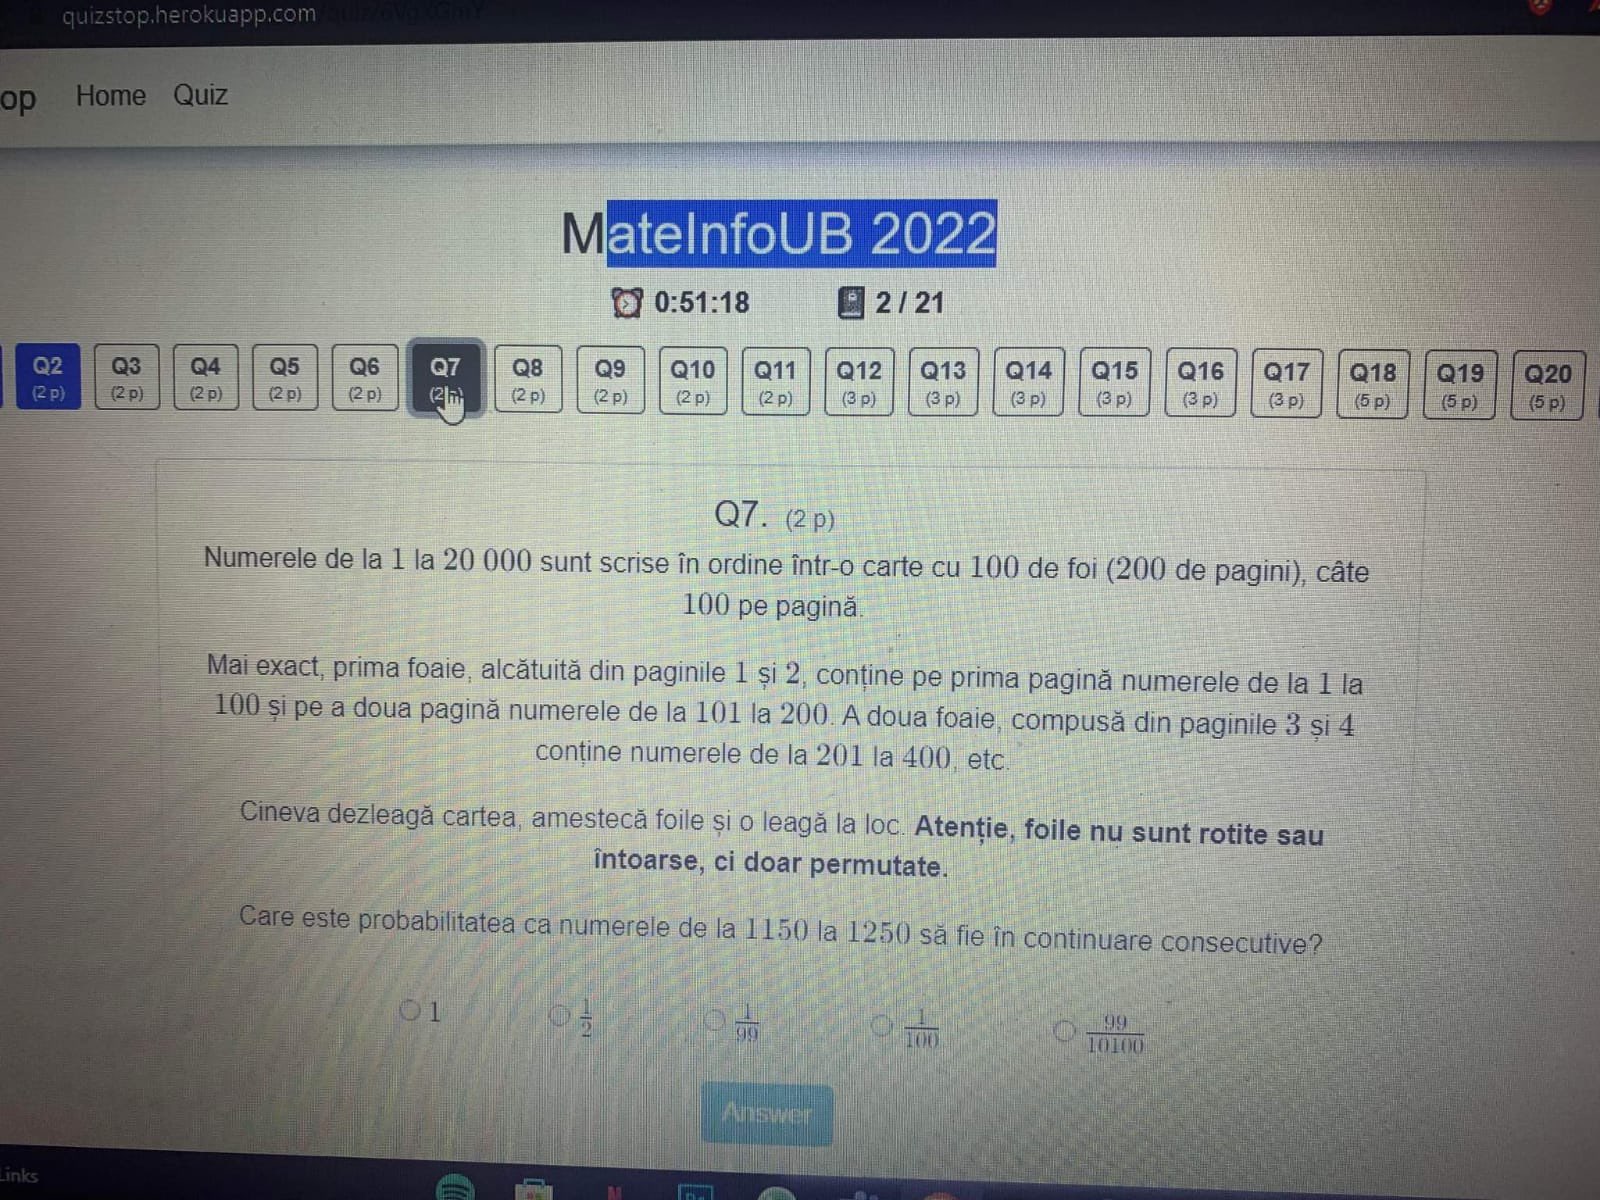 quizstop.herokuapp.com
op Home Quiz
MateInfoUB 2022
0:51:18 2 / 21
Q2 Q3 Q4 Q5 Q6 Q7 Q8 Q9 Q10 Q11 Q12 Q13 Q14 Q15 Q16 Q17 Q18 Q19 Q20
(2 p) (2 p) (2 p) (2 p) (2 p) (2 p) (2 p) (2 p) (2 p) (3 p) (3 p) (3 p) (3 p) (3 p) (3 p) (5 p) (5 p) (5 p)
Q7. (2 p)
Numerele de la 1 la 20 000 sunt scrise în ordine într-o carte cu 100 de foi (200 de pagini), câte
100 pe pagină.
Mai exact, prima foaie, alcătuită din paginile 1 și 2, conține pe prima pagină numerele de la 1 la
100 și pe a doua pagină numerele de la 101 la 200. A doua foaie, compusă din paginile 3 și 4
conține numerele de la 201 la 400, etc.
Cineva dezleagă cartea, amestecă foile și o leagă la loc. Atenție, foile nu sunt rotite sau
întoarse, ci doar permutate.
Care este probabilitatea ca numerele de la 1150 la 1250 să fie în continuare consecutive?
1 1/2 1/99 1/100 99/10100
Answer
Links